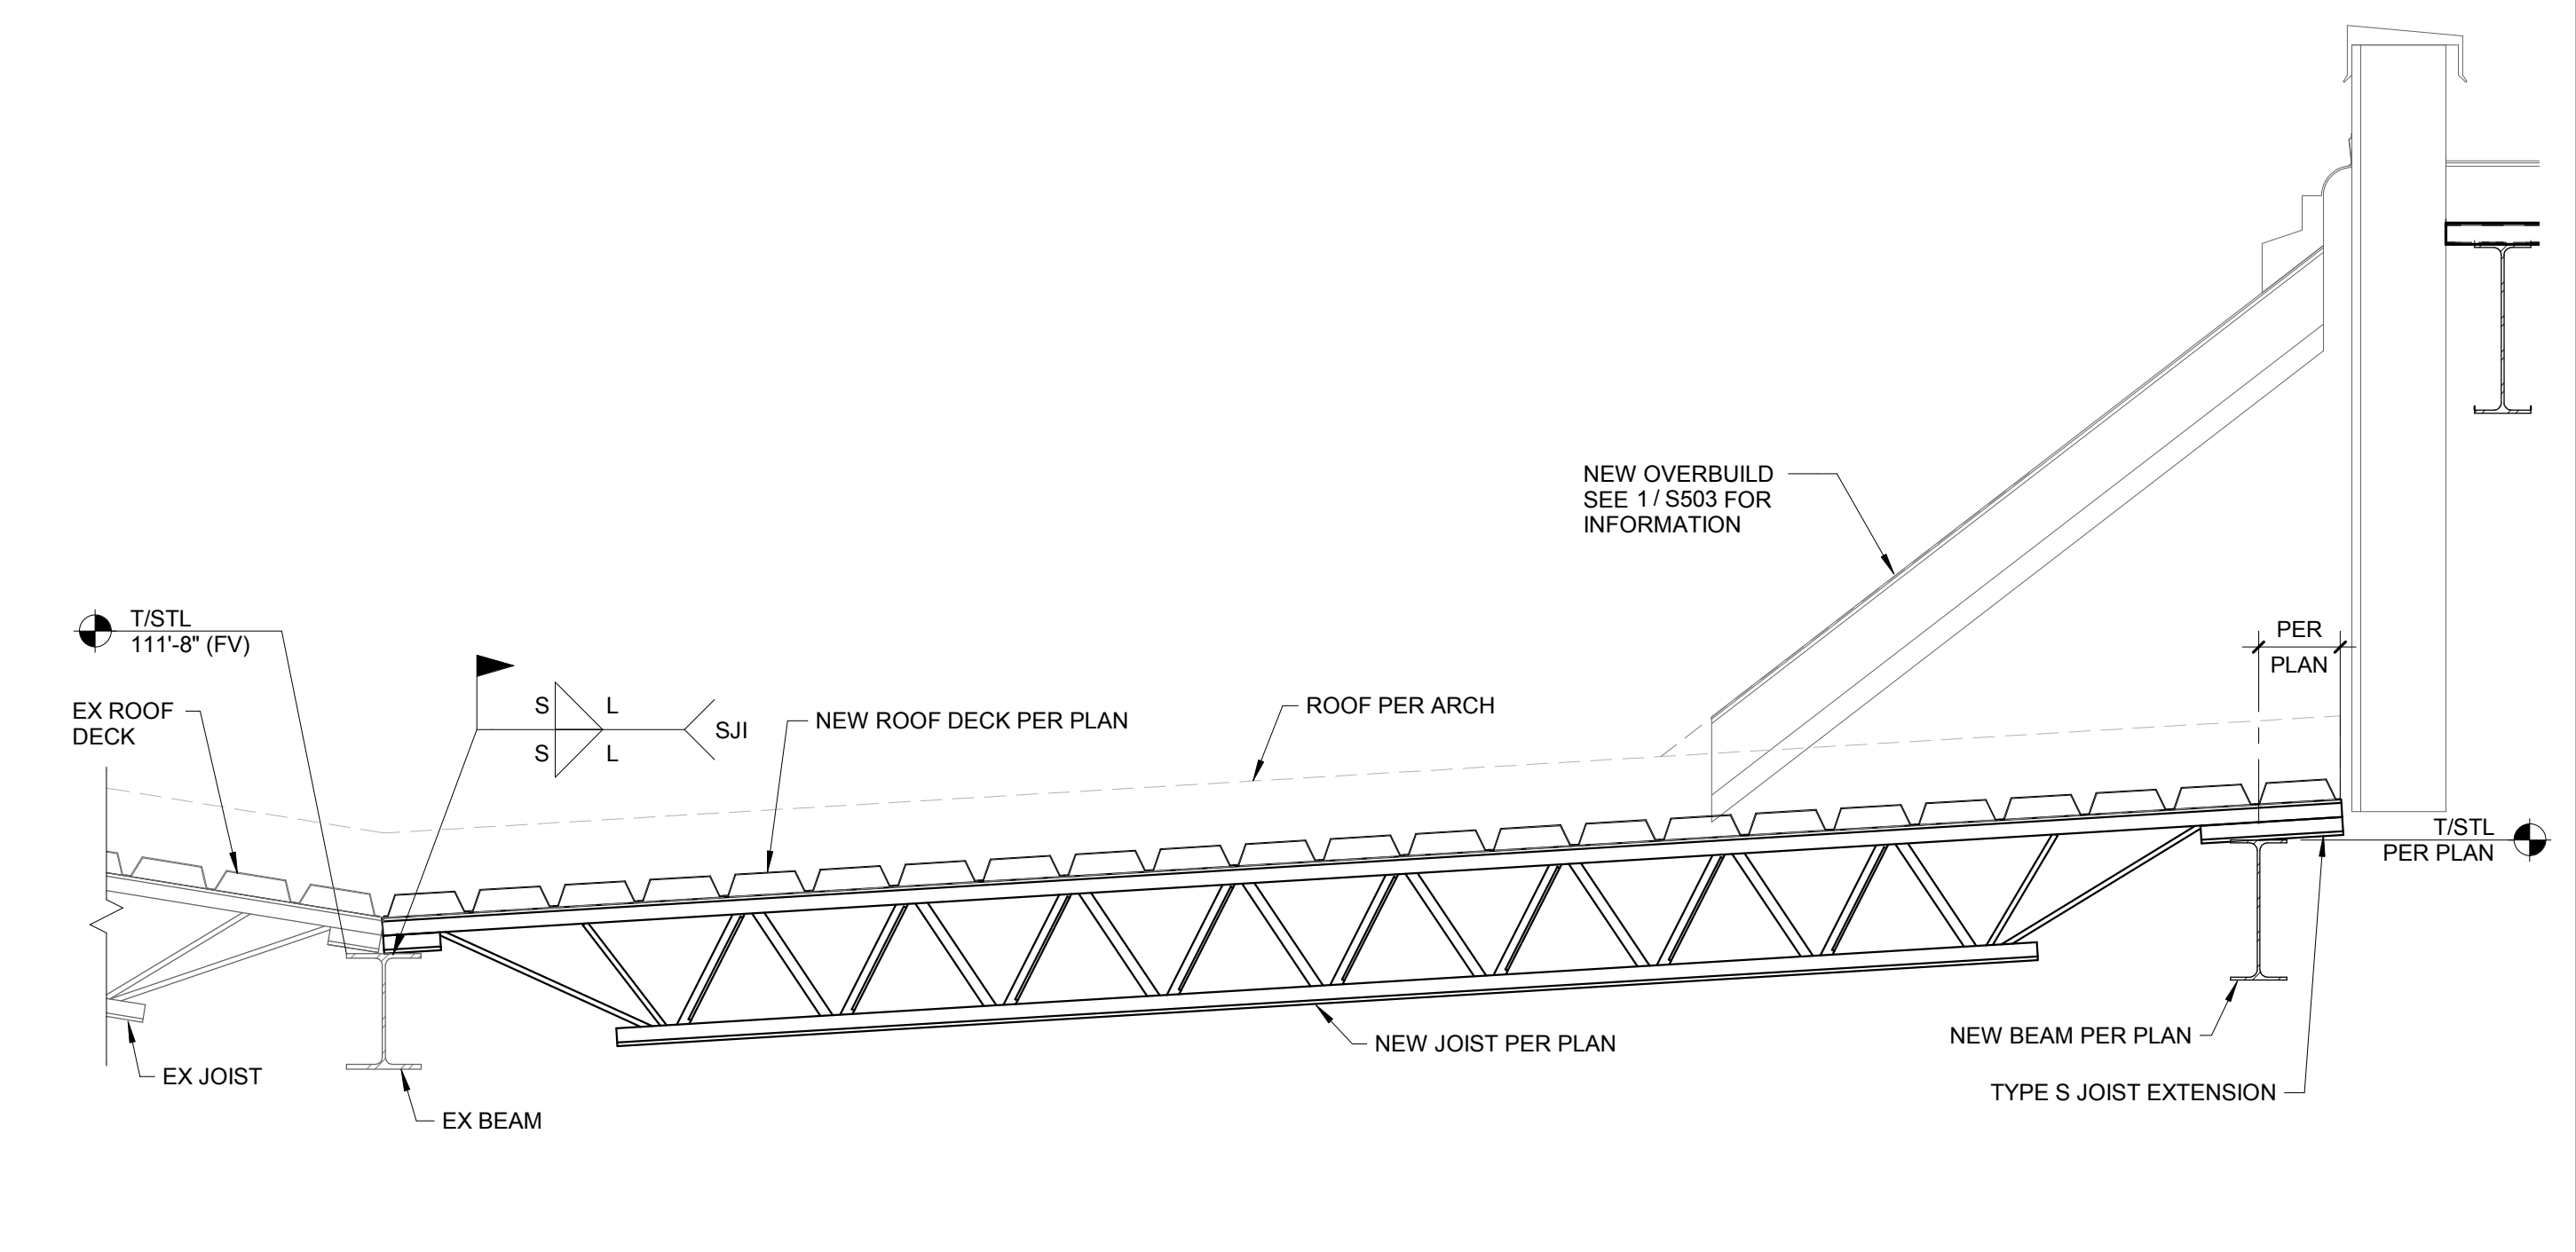 NEW OVERBUILD
SEE 1 / S503 FOR
INFORMATION
T/STL
111'-8" (FV)
PER
PLAN
EX ROOF
DECK
S L
S L
SJI
NEW ROOF DECK PER PLAN
ROOF PER ARCH
T/STL
PER PLAN
NEW JOIST PER PLAN
NEW BEAM PER PLAN
EX JOIST
TYPE S JOIST EXTENSION
EX BEAM